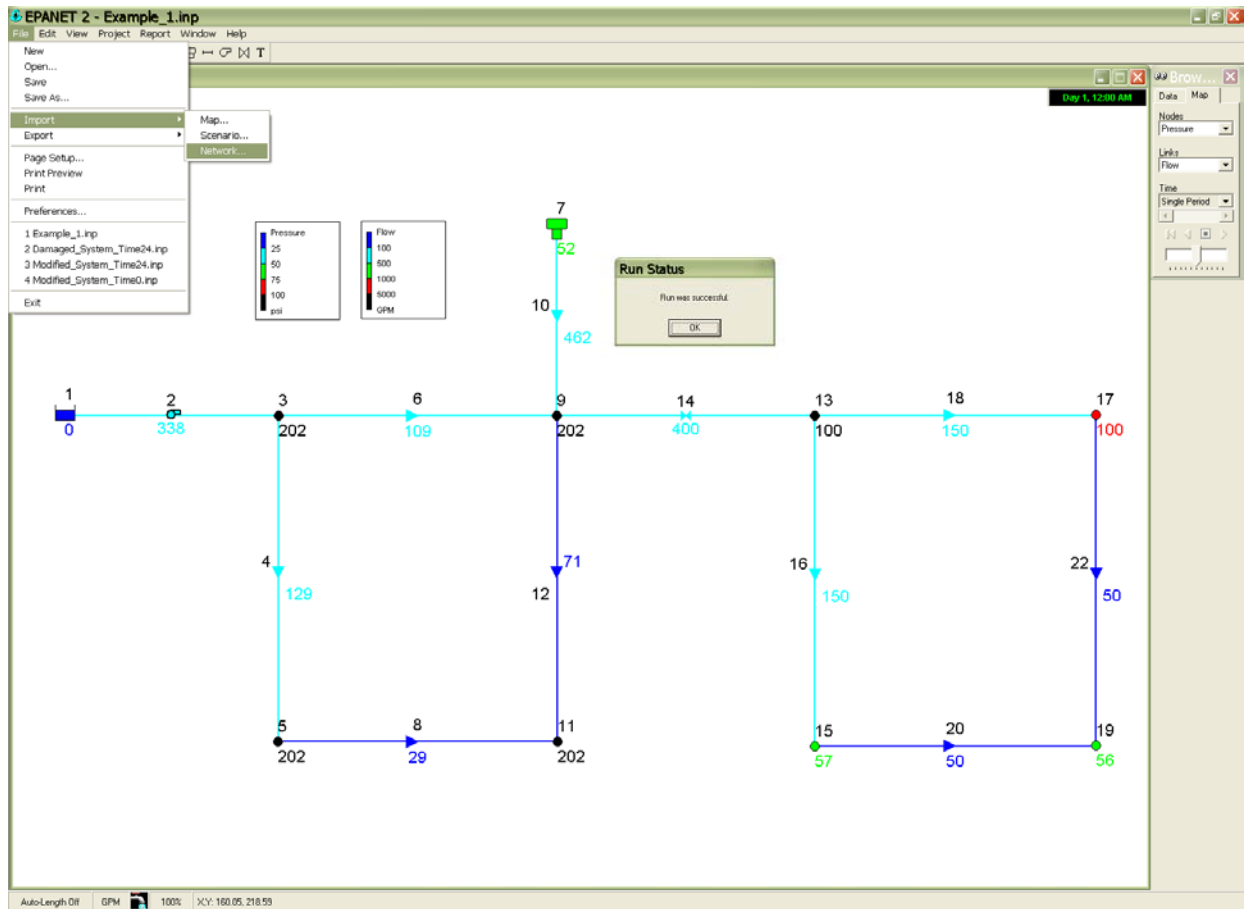 EPANET 2 - Example_1.inp
File Edit View Project Report Window Help
T
New
Open...
Save
Save As...
Import
Export
Page Setup...
Print Preview
Print
Preferences...
1 Example_1.inp
2 Damaged_System_Time24.inp
3 Modified_System_Time24.inp
4 Modified_System_Time0.inp
Exit
Map...
Scenario...
Network...
Day 1, 12:00 AM
Brow...
Data Map
Nodes
Pressure
Links
Flow
Time
Single Period
Pressure
25
50
75
100
psi
Flow
100
500
1000
5000
GPM
Run Status
Run was successful.
OK
7
52
10
462
1 2 3 6 9 14 13 18 17
0 338 202 109 202 400 100 150 100
4
129
71
12
16
150
22
50
5 8 11 15 20 19
202 29 202 57 50 56
Auto-Length Off GPM 100% X,Y: 160.05, 218.59